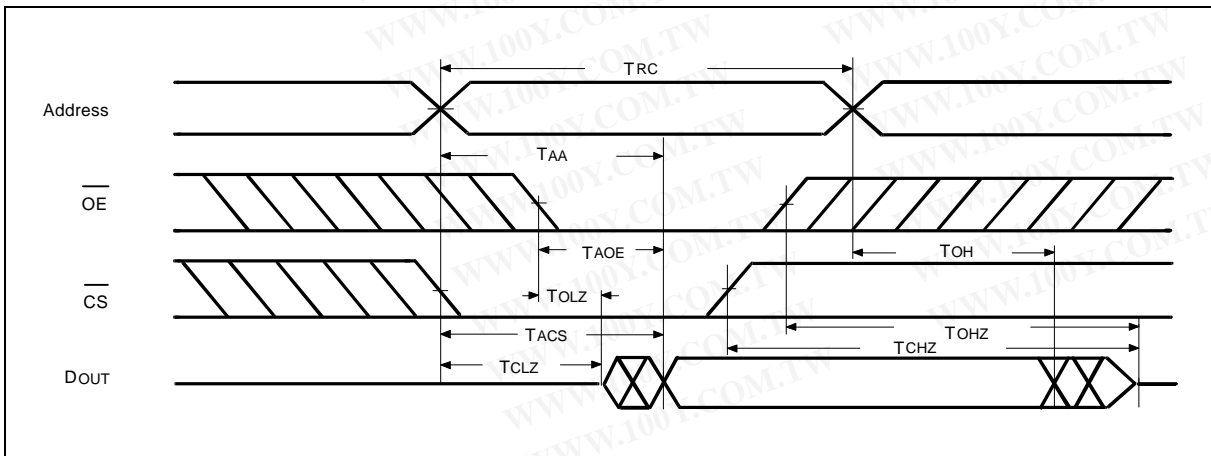 TRC
Address
TAA
OE
TAOE
TOH
CS
TOLZ
TACS
TOHZ
TCHZ
TCLZ
DOUT
WWW.100Y.COM.TW